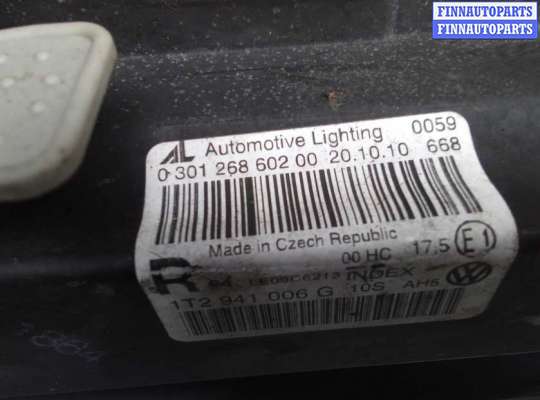 FINNAUTOPARTS
FINNAUTOPARTS
AL Automotive Lighting 0059
0 301 268 602 00 20.10.10 668
Made in Czech Republic
00 HC 17.5 E1
R INDEX
1T2 941 006 G 10S AH5 VW